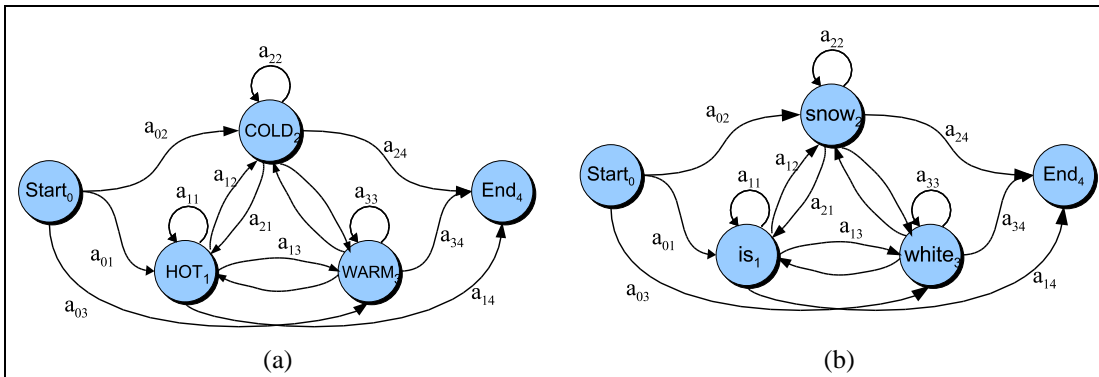 a22
a02
COLD2
a24
Start0
a12
End4
a11
a33
a21
a13
a34
a01
HOT1
WARM3
a03
a14
(a)
a22
a02
snow2
a24
Start0
a12
End4
a11
a33
a21
a13
a34
a01
is1
white3
a03
a14
(b)